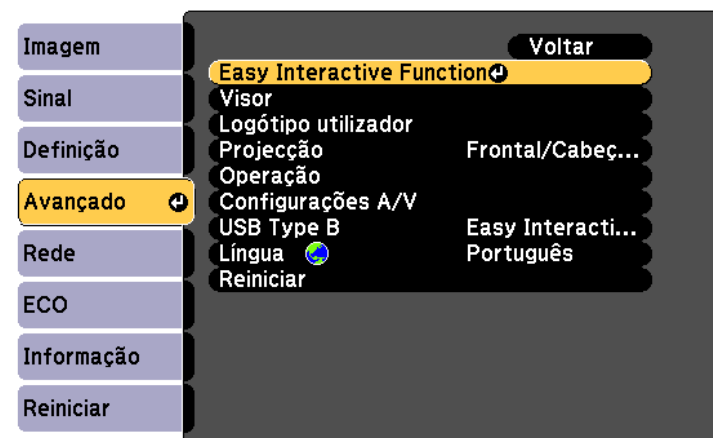 Imagem
Sinal
Definição
Avançado
Rede
ECO
Informação
Reiniciar
Voltar
Easy Interactive Function
Visor
Logótipo utilizador
Projecção Frontal/Cabeç...
Operação
Configurações A/V
USB Type B Easy Interacti...
Língua Português
Reiniciar